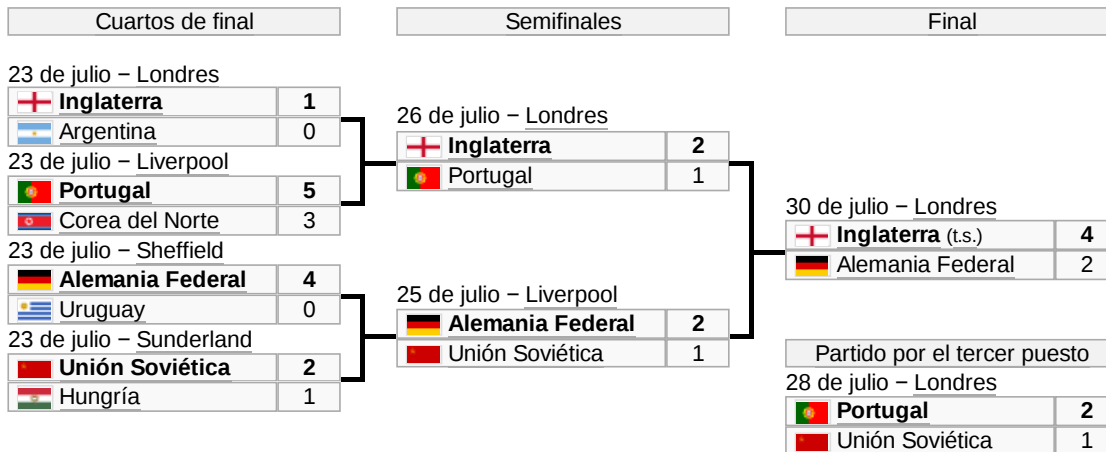 Cuartos de final
23 de julio − Londres
Inglaterra 1
Argentina 0
23 de julio − Liverpool
Portugal 5
Corea del Norte 3
23 de julio − Sheffield
Alemania Federal 4
Uruguay 0
23 de julio − Sunderland
Unión Soviética 2
Hungría 1
Semifinales
26 de julio − Londres
Inglaterra 2
Portugal 1
25 de julio − Liverpool
Alemania Federal 2
Unión Soviética 1
Final
30 de julio − Londres
Inglaterra (t.s.) 4
Alemania Federal 2
Partido por el tercer puesto
28 de julio − Londres
Portugal 2
Unión Soviética 1